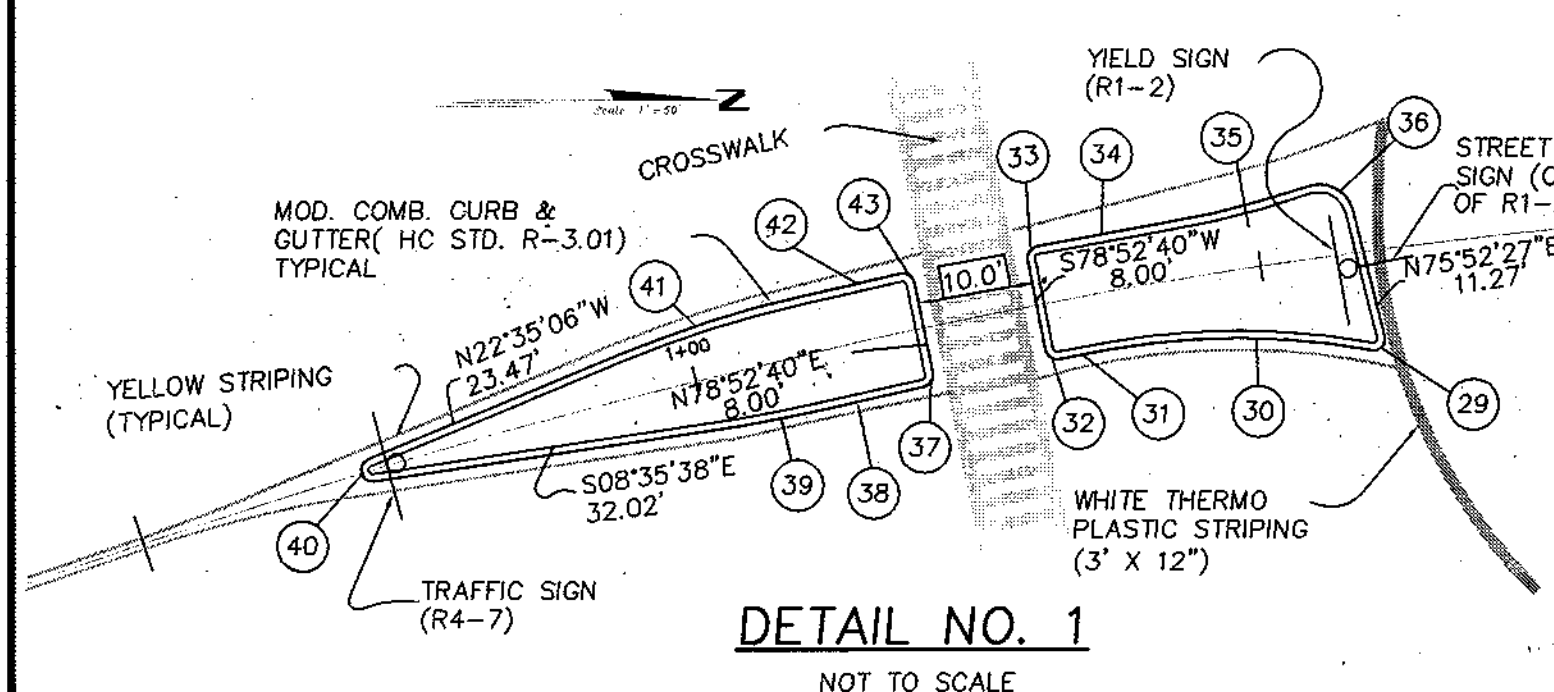 YIELD SIGN
(R1-2)
N
Scale 1" = 50'
CROSSWALK
33
34
35
36
STREET
SIGN (O
OF R1-
MOD. COMB. CURB &
GUTTER( HC STD. R-3.01)
TYPICAL
42
43
10.0'
S78°52'40"W
8.00'
N75°52'27"E
11.27'
41
1+00
N22°35'06"W
23.47'
N78°52'40"E
8.00'
YELLOW STRIPING
(TYPICAL)
32
31
30
29
37
38
39
S08°35'38"E
32.02'
40
WHITE THERMO
PLASTIC STRIPING
(3' X 12")
TRAFFIC SIGN
(R4-7)
DETAIL NO. 1
NOT TO SCALE